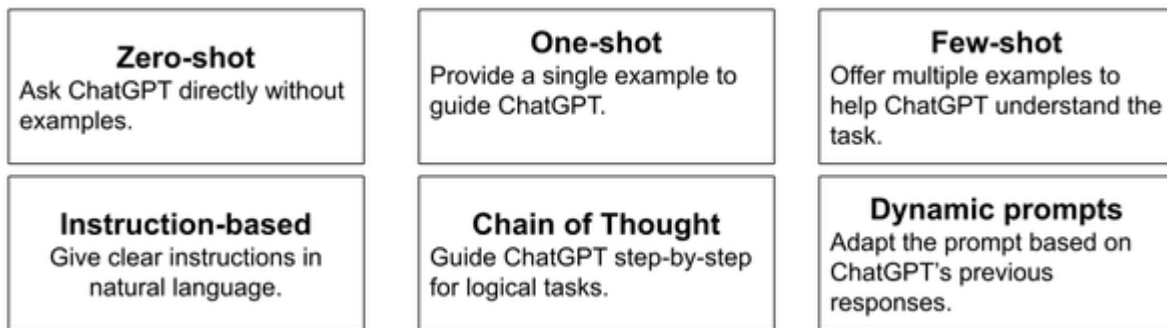 Zero-shot
Ask ChatGPT directly without
examples.
One-shot
Provide a single example to
guide ChatGPT.
Few-shot
Offer multiple examples to
help ChatGPT understand the
task.
Instruction-based
Give clear instructions in
natural language.
Chain of Thought
Guide ChatGPT step-by-step
for logical tasks.
Dynamic prompts
Adapt the prompt based on
ChatGPT's previous
responses.